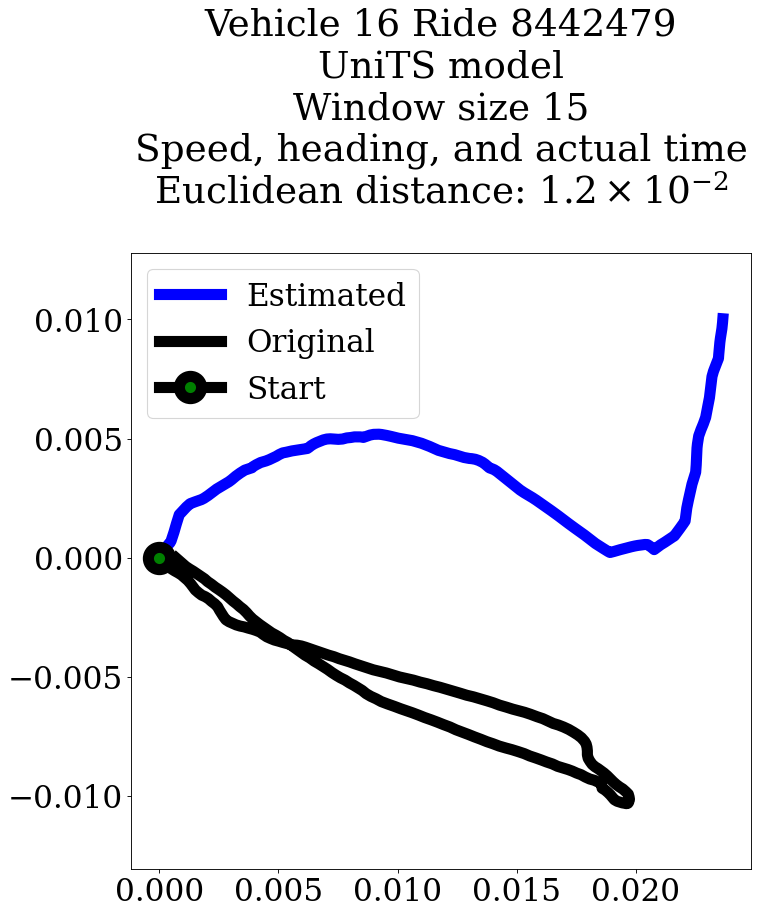 Vehicle 16 Ride 8442479
UniTS model
Window size 15
Speed, heading, and actual time
Euclidean distance: 1.2 × 10⁻²
Estimated
Original
Start
0.010
0.005
0.000
−0.005
−0.010
0.000 0.005 0.010 0.015 0.020